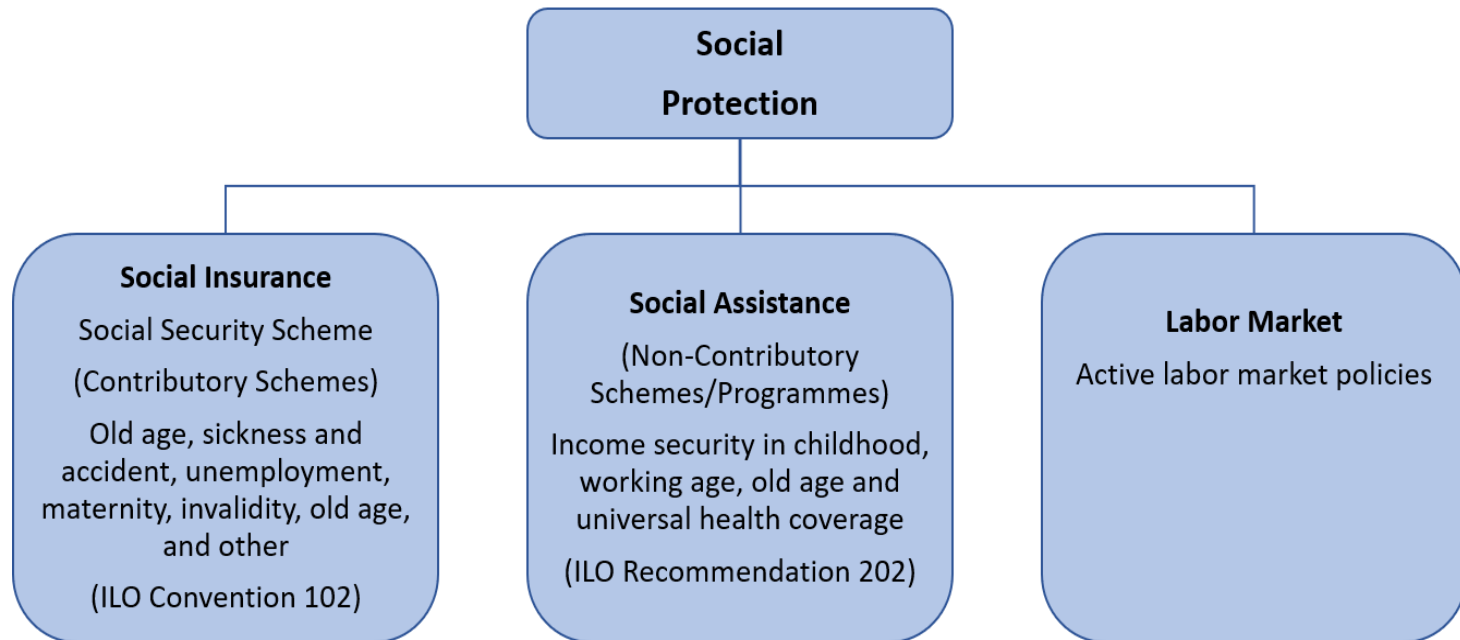 Social
Protection
Social Insurance
Social Security Scheme
(Contributory Schemes)
Old age, sickness and
accident, unemployment,
maternity, invalidity, old age,
and other
(ILO Convention 102)
Social Assistance
(Non-Contributory
Schemes/Programmes)
Income security in childhood,
working age, old age and
universal health coverage
(ILO Recommendation 202)
Labor Market
Active labor market policies